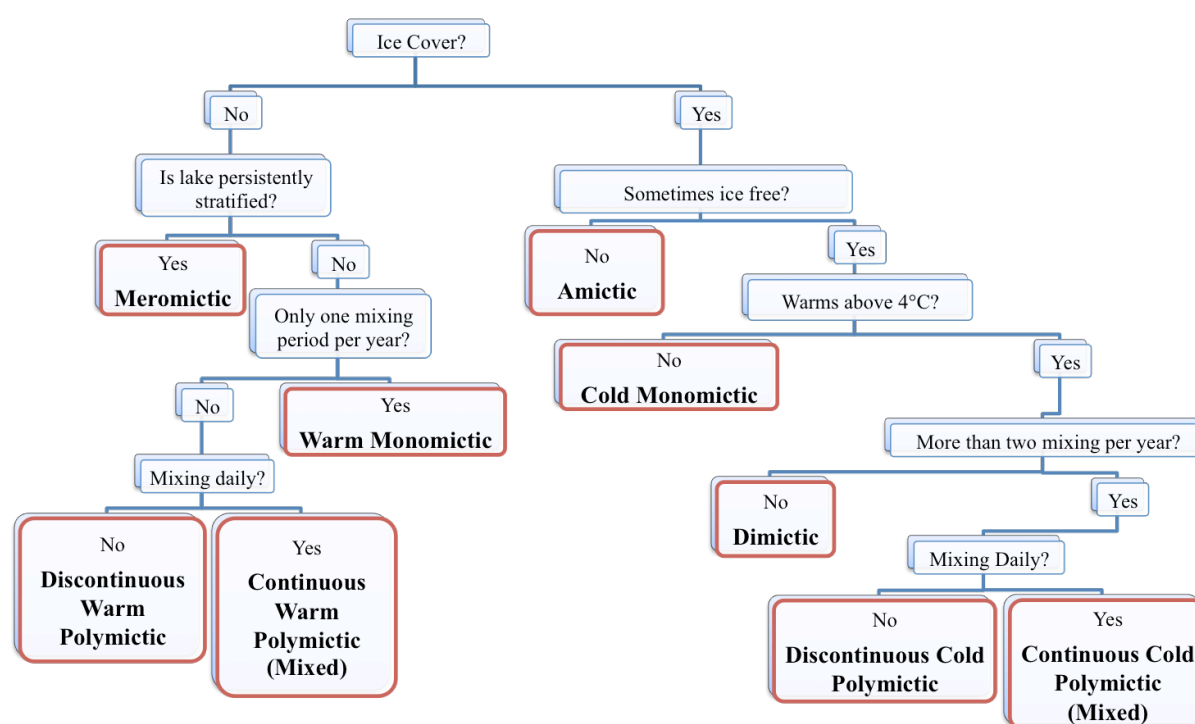 Ice Cover?
No
Yes
Is lake persistently
stratified?
Sometimes ice free?
Yes
Meromictic
No
No
Amictic
Yes
Only one mixing
period per year?
Warms above 4°C?
No
Yes
Warm Monomictic
No
Cold Monomictic
Yes
Mixing daily?
More than two mixing per year?
No
Discontinuous
Warm
Polymictic
Yes
Continuous
Warm
Polymictic
(Mixed)
No
Dimictic
Yes
Mixing Daily?
No
Discontinuous Cold
Polymictic
Yes
Continuous Cold
Polymictic
(Mixed)